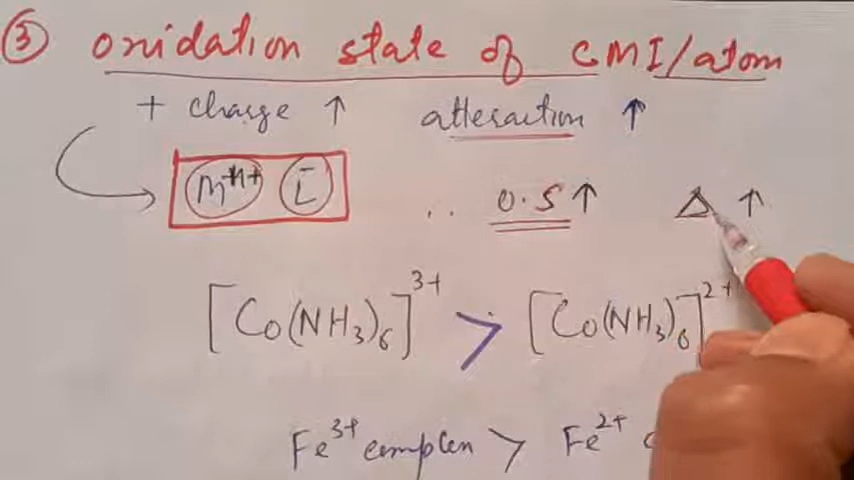 ③ oxidation state of CMI/atom
+ charge ↑ attraction ↑
M^n+ L̄ ∴ O.S ↑ Δ ↑
[Co(NH₃)₆]³⁺ > [Co(NH₃)₆]²⁺
Fe³⁺ complex > Fe²⁺ c